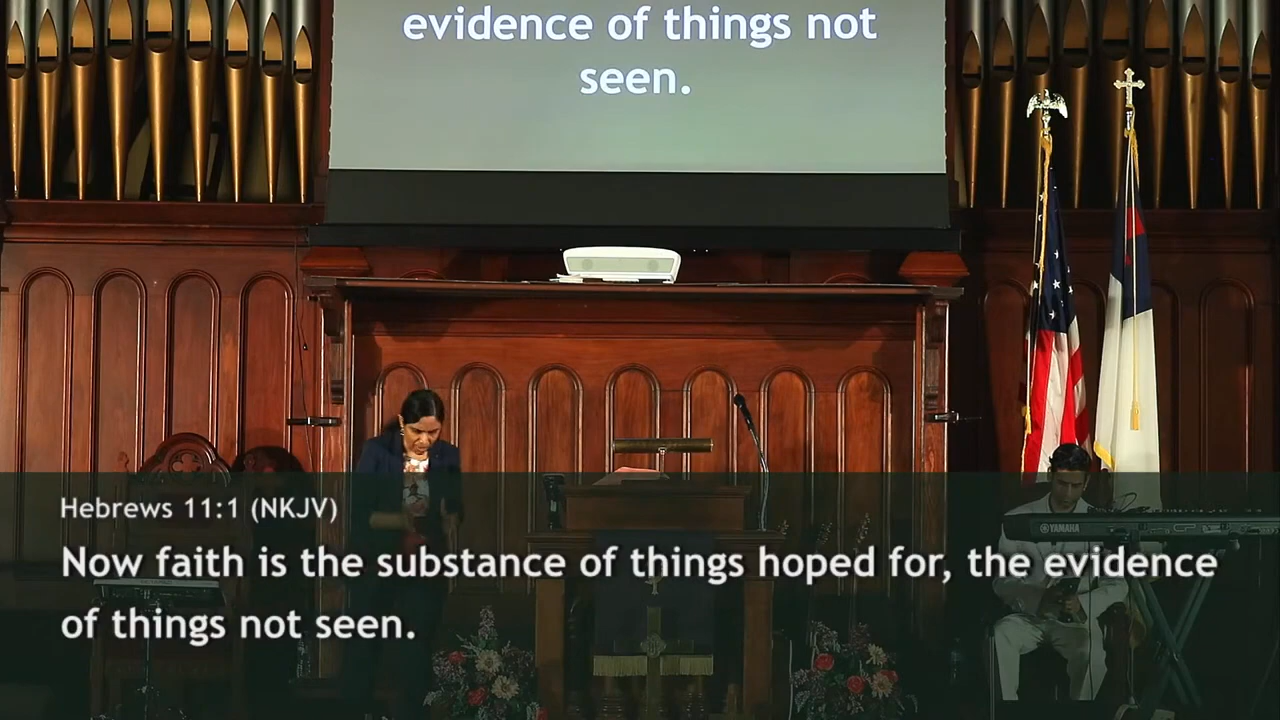 evidence of things not
seen.
Hebrews 11:1 (NKJV)
Now faith is the substance of things hoped for, the evidence
of things not seen.
YAMAHA